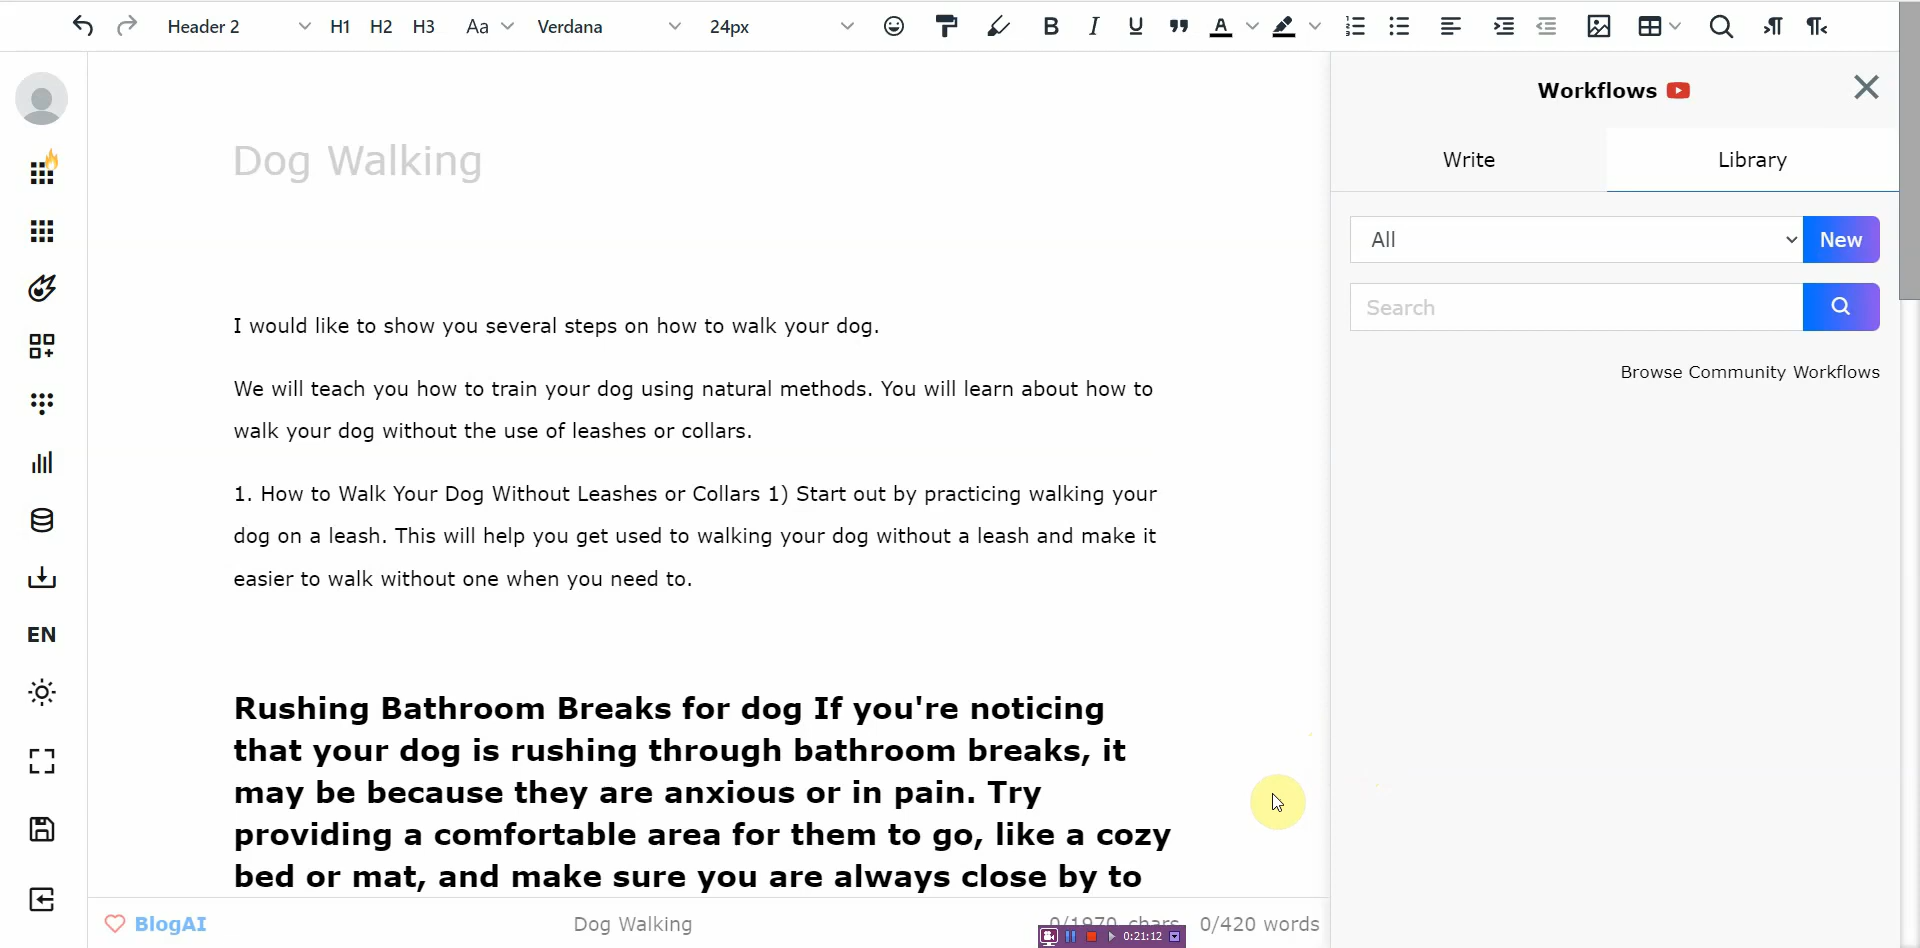 Header 2 H1 H2 H3 Aa Verdana 24px B I U A
Workflows
Write Library
All New
Search
Browse Community Workflows
EN
Dog Walking
I would like to show you several steps on how to walk your dog.
We will teach you how to train your dog using natural methods. You will learn about how to
walk your dog without the use of leashes or collars.
1. How to Walk Your Dog Without Leashes or Collars 1) Start out by practicing walking your
dog on a leash. This will help you get used to walking your dog without a leash and make it
easier to walk without one when you need to.
Rushing Bathroom Breaks for dog If you're noticing
that your dog is rushing through bathroom breaks, it
may be because they are anxious or in pain. Try
providing a comfortable area for them to go, like a cozy
bed or mat, and make sure you are always close by to
BlogAI Dog Walking 0/1970 chars 0/420 words
0:21:12